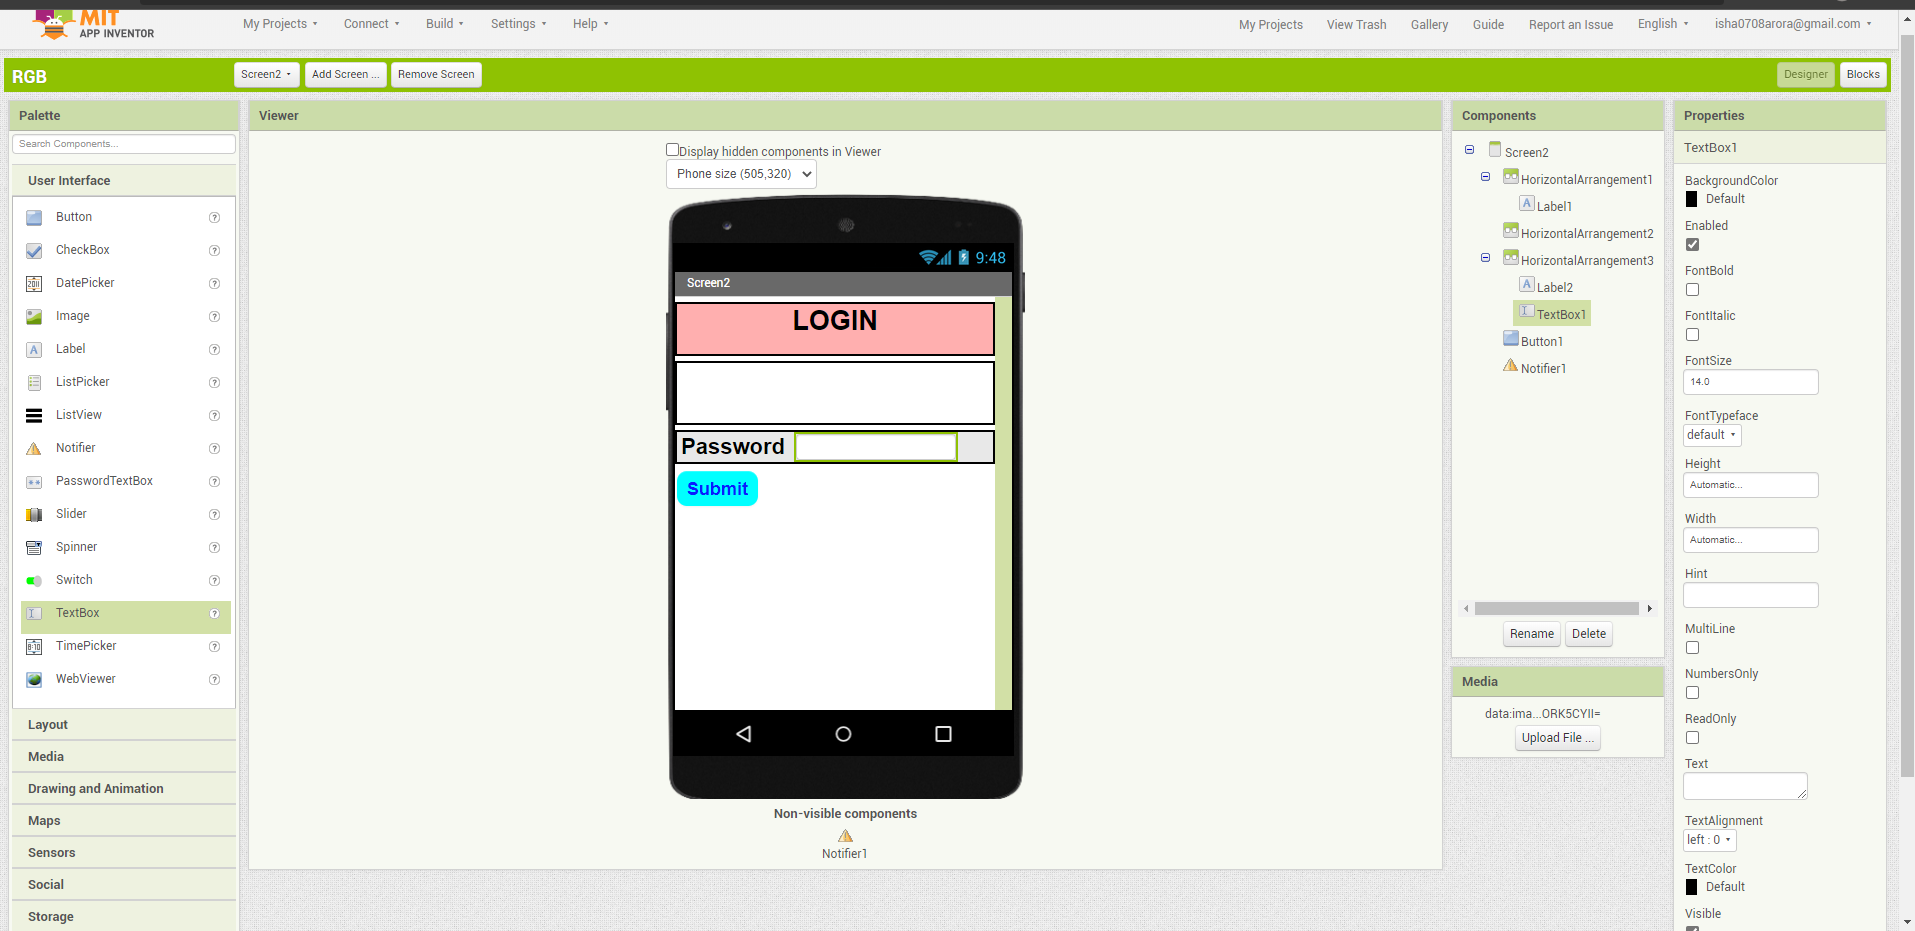 MIT
APP INVENTOR
My Projects
Connect
Build
Settings
Help
My Projects
View Trash
Gallery
Guide
Report an Issue
English
isha0708arora@gmail.com
RGB
Screen2
Add Screen ...
Remove Screen
Designer
Blocks
Palette
Search Components...
User Interface
Button
CheckBox
DatePicker
Image
Label
ListPicker
ListView
Notifier
PasswordTextBox
Slider
Spinner
Switch
TextBox
TimePicker
WebViewer
Layout
Media
Drawing and Animation
Maps
Sensors
Social
Storage
Viewer
Display hidden components in Viewer
Phone size (505,320)
9:48
Screen2
LOGIN
Password
Submit
Non-visible components
Notifier1
Components
Screen2
HorizontalArrangement1
Label1
HorizontalArrangement2
HorizontalArrangement3
Label2
TextBox1
Button1
Notifier1
Rename
Delete
Media
data:ima...ORK5CYII=
Upload File ...
Properties
TextBox1
BackgroundColor
Default
Enabled
FontBold
FontItalic
FontSize
14.0
FontTypeface
default
Height
Automatic...
Width
Automatic...
Hint
MultiLine
NumbersOnly
ReadOnly
Text
TextAlignment
left : 0
TextColor
Default
Visible